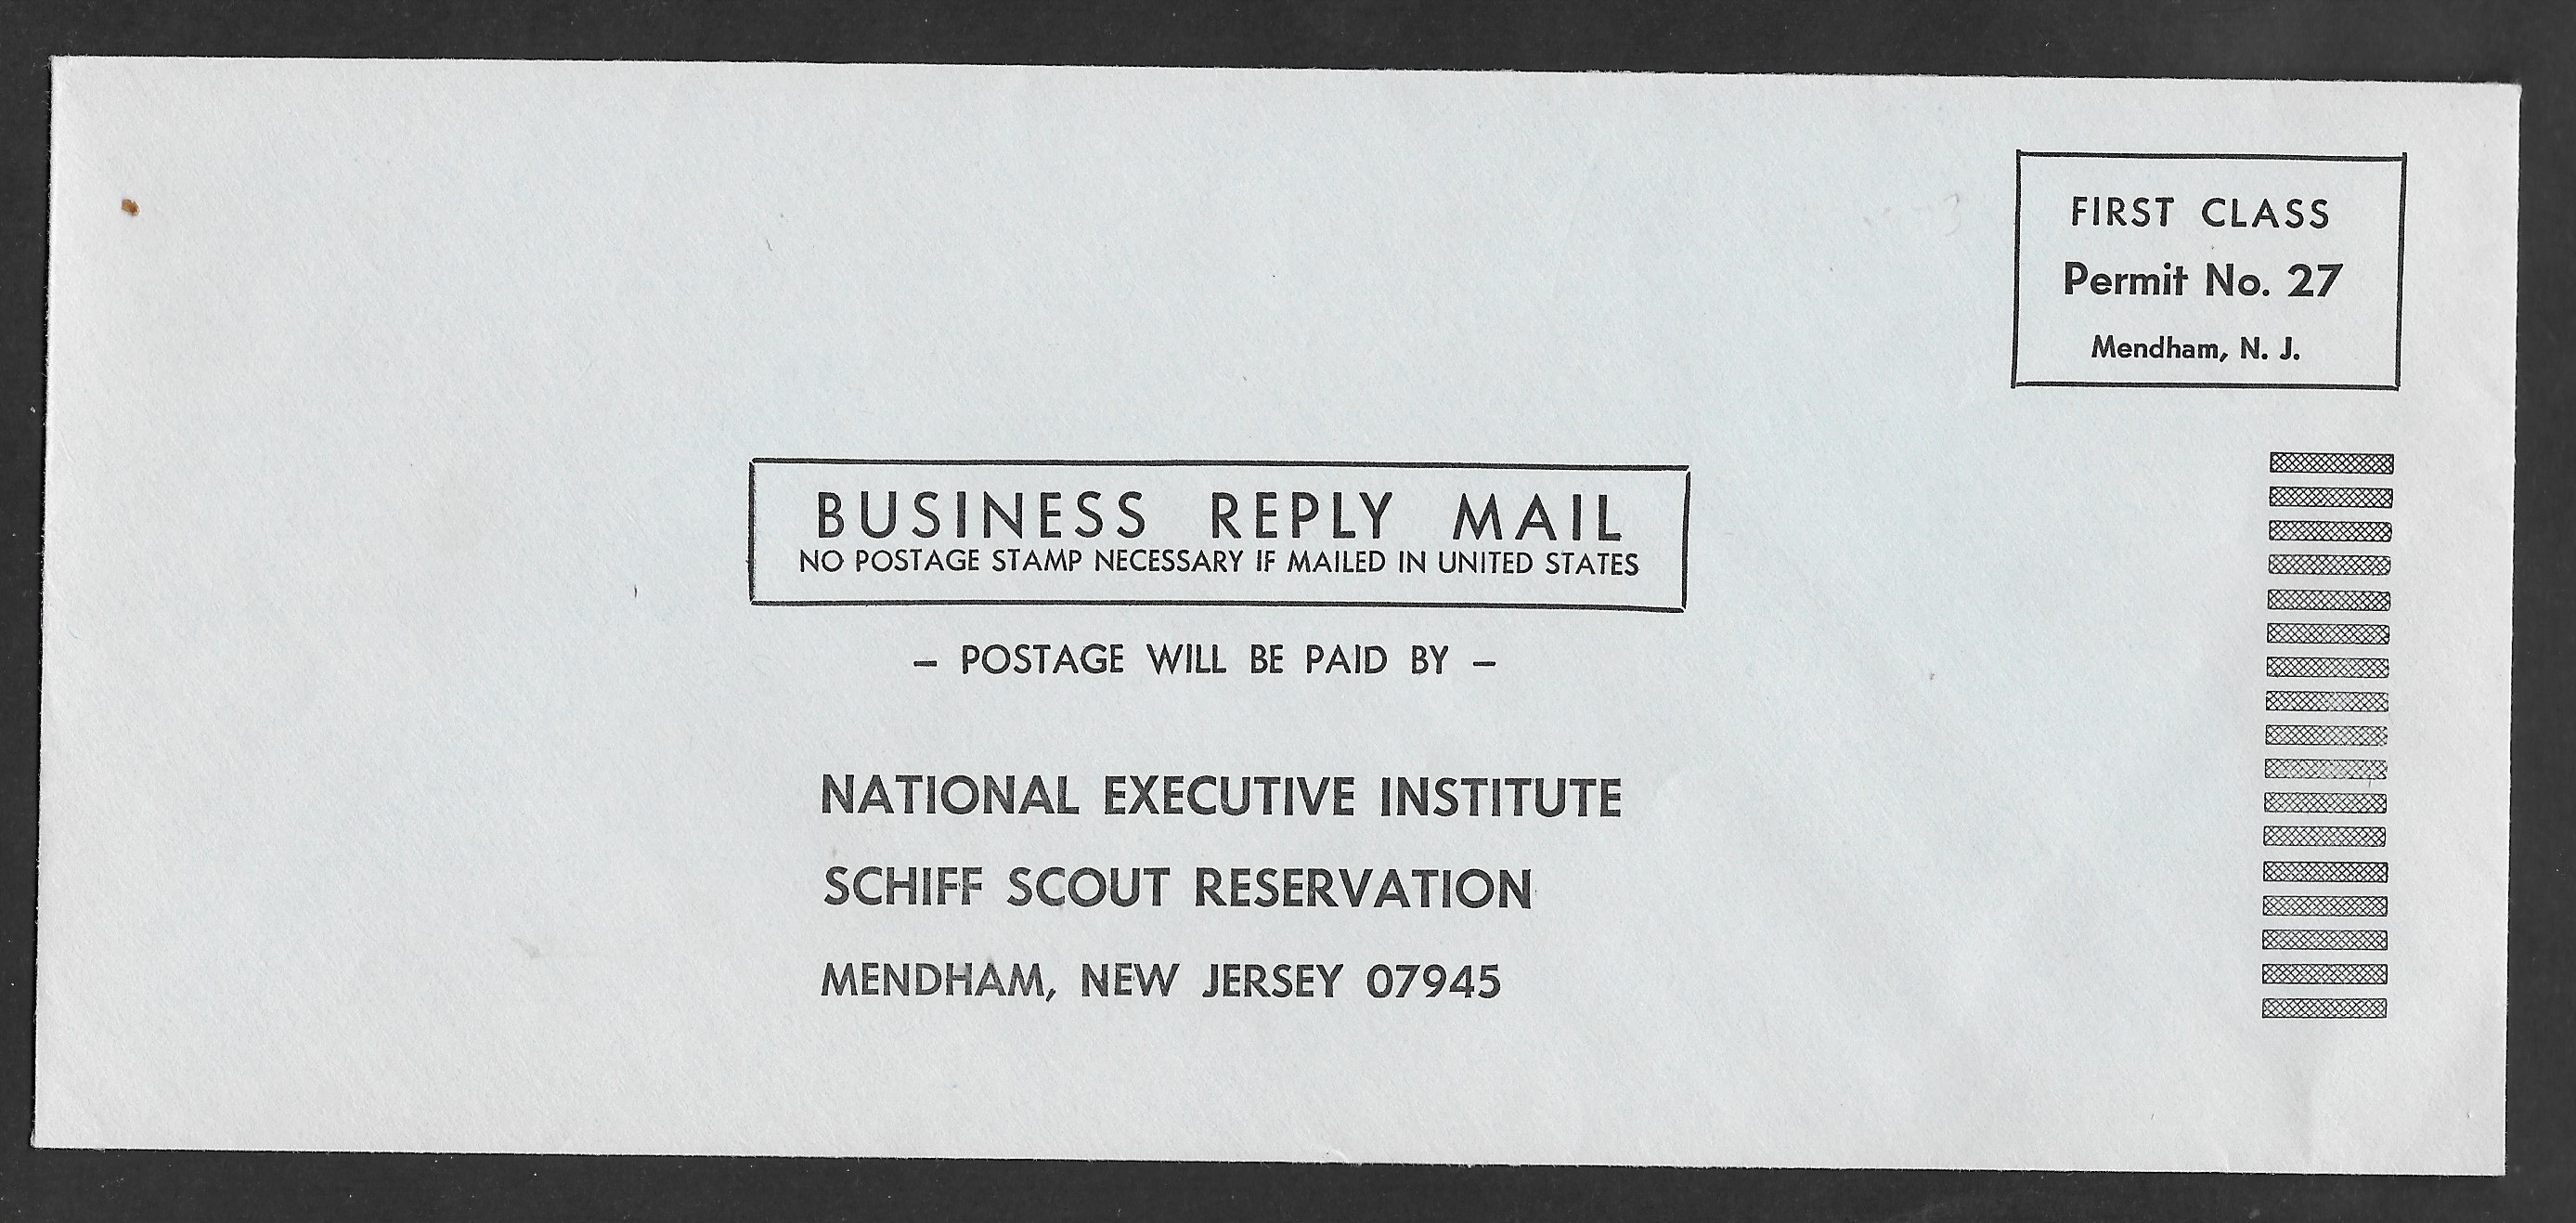 FIRST CLASS
Permit No. 27
Mendham, N. J.
BUSINESS REPLY MAIL
NO POSTAGE STAMP NECESSARY IF MAILED IN UNITED STATES
– POSTAGE WILL BE PAID BY –
NATIONAL EXECUTIVE INSTITUTE
SCHIFF SCOUT RESERVATION
MENDHAM, NEW JERSEY 07945